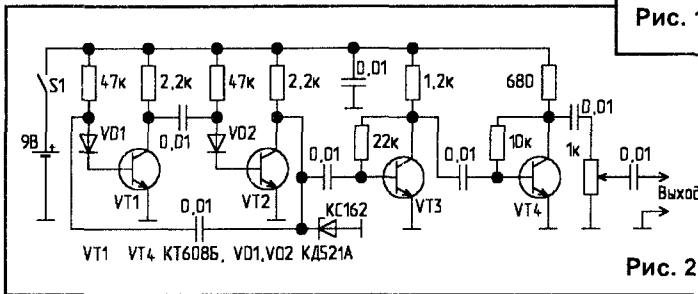 Рис. 1
S1
47к
2,2к
47к
2,2к
0,01
1,2к
680
0,01
9В
+
VD1
0,01
VD2
0,01
22к
0,01
10к
1к
0,01
VT1
VT2
VT3
VT4
Выход
0,01
КС162
VT1 VT4 КТ608Б, VD1,VD2 КД521А
Рис. 2